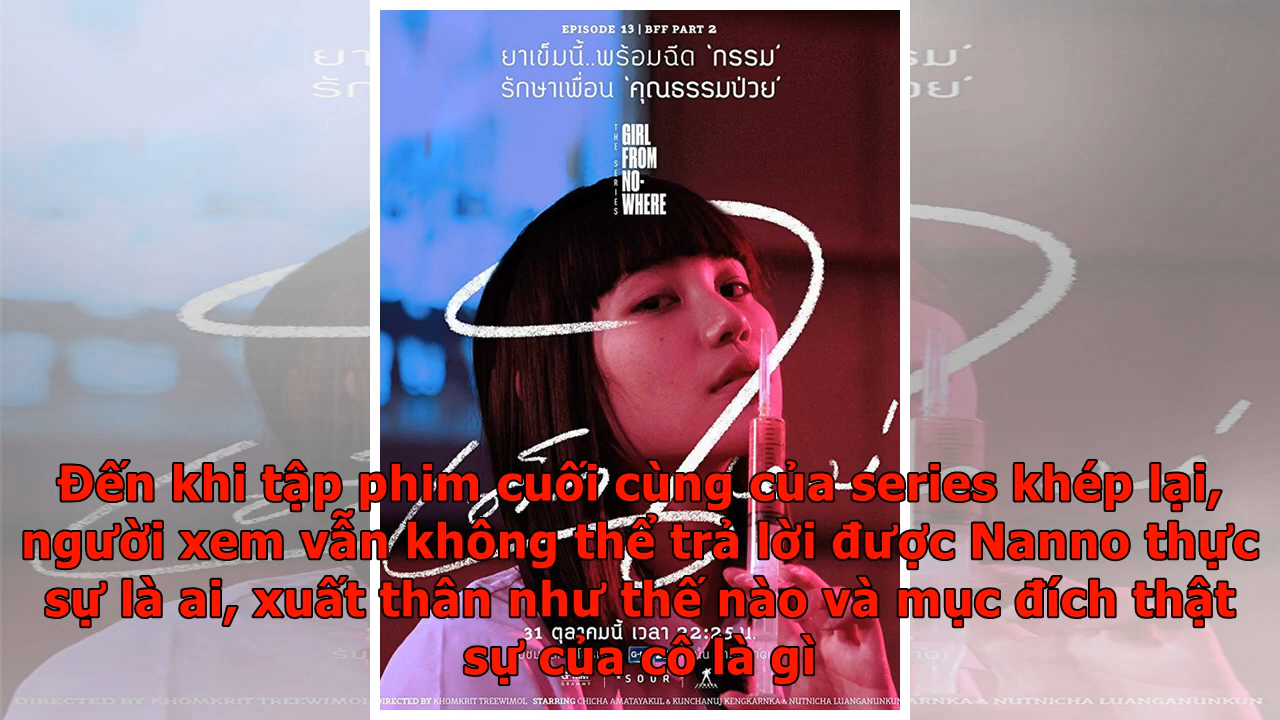 EPISODE 13 | BFF PART 2
ยาเข็มนี้..พร้อมฉีด 'กรรม'
รักษาเพื่อน 'คุณธรรมป่วย'
THE SERIES
GIRL
FROM
NO-
WHERE
Đến khi tập phim cuối cùng của series khép lại,
người xem vẫn không thể trả lời được Nanno thực
sự là ai, xuất thân như thế nào và mục đích thật
sự của cô là gì
31 ตุลาคมนี้ เวลา 22:25 น.
GRAMMY
SOUR
DIRECTED BY KHOMKRIT TREEWIMOL STARRING CHICHA AMATAYAKUL & KUNCHANUJ KENGKARNKA & NUTNICHA LUANGANUNKUN